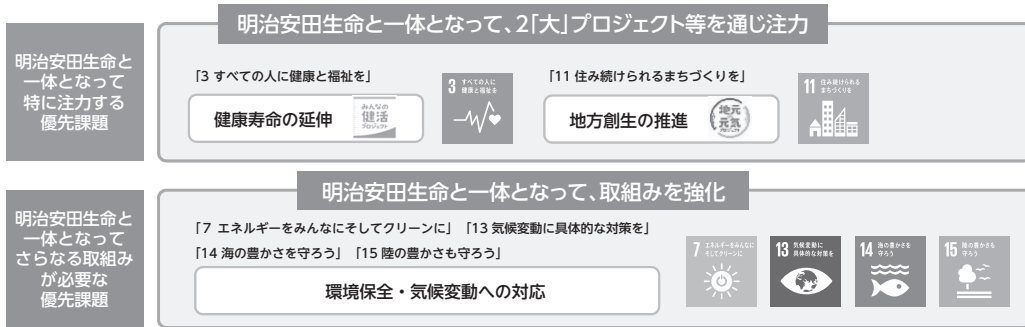 明治安田生命と一体となって、2「大」プロジェクト等を通じ注力
明治安田生命と
一体となって
特に注力する
優先課題
「3 すべての人に健康と福祉を」
健康寿命の延伸
みんなの
健活
プロジェクト
3 すべての人に
健康と福祉を
「11 住み続けられるまちづくりを」
地方創生の推進
地元
元気
プロジェクト
11 住み続けられる
まちづくりを
明治安田生命と一体となって、取組みを強化
明治安田生命と
一体となって
さらなる取組み
が必要な
優先課題
「7 エネルギーをみんなにそしてクリーンに」 「13 気候変動に具体的な対策を」
「14 海の豊かさを守ろう」 「15 陸の豊かさも守ろう」
環境保全・気候変動への対応
7 エネルギーをみんなに
そしてクリーンに
13 気候変動に
具体的な対策を
14 海の豊かさを
守ろう
15 陸の豊かさも
守ろう